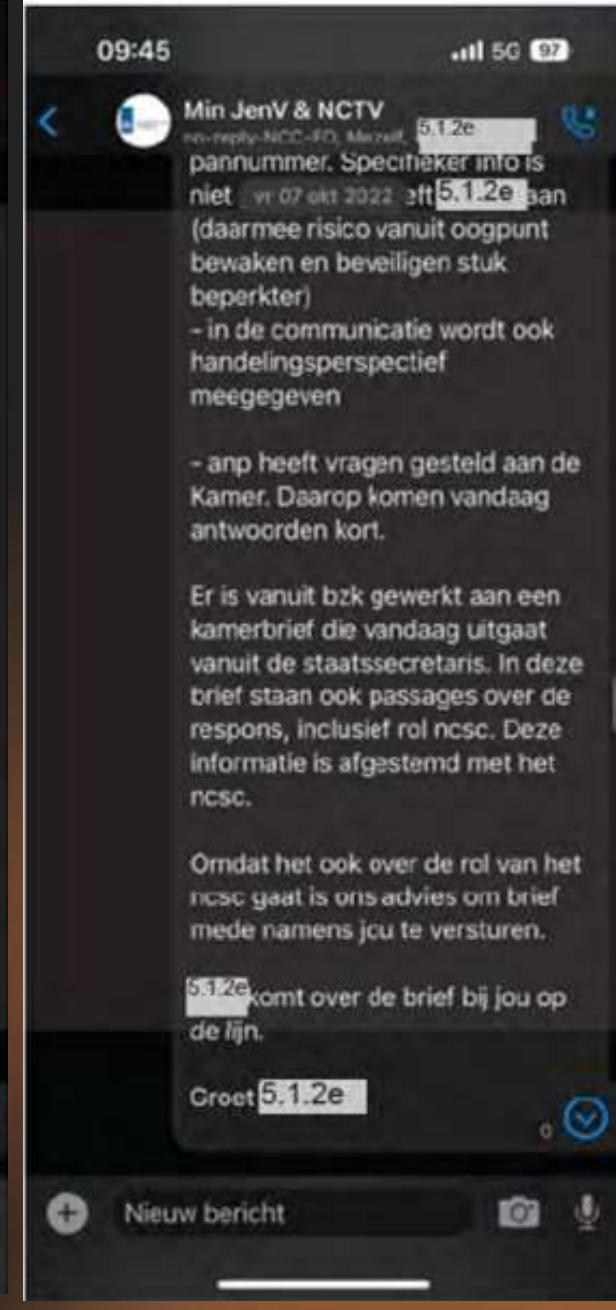 09:45
5G 97
Min JenV & NCTV
no-reply-NCC-FO, Mezelf, 5.1.2e
pannummer. Specifieker info is
niet vr 07 okt 2022 eft 5.1.2e aan
(daarmee risico vanuit oogpunt
bewaken en beveiligen stuk
beperkter)
- in de communicatie wordt ook
handelingsperspectief
meegegeven
- anp heeft vragen gesteld aan de
Kamer. Daarop komen vandaag
antwoorden kort.
Er is vanuit bzk gewerkt aan een
kamerbrief die vandaag uitgaat
vanuit de staatssecretaris. In deze
brief staan ook passages over de
respons, inclusief rol ncsc. Deze
informatie is afgestemd met het
ncsc.
Omdat het ook over de rol van het
ncsc gaat is ons advies om brief
mede namens jou te versturen.
5.1.2e komt over de brief bij jou op
de lijn.
Groet 5.1.2e
Nieuw bericht